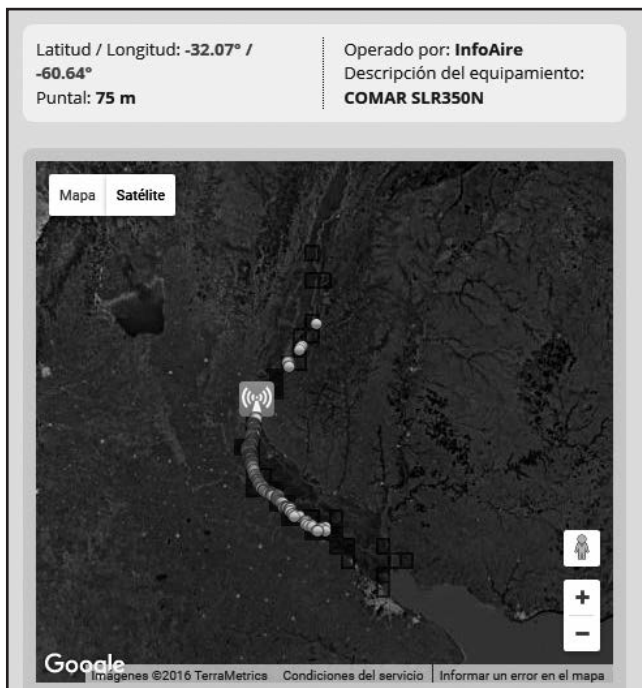 Latitud / Longitud: -32.07° /
-60.64°
Puntal: 75 m
Operado por: InfoAire
Descripción del equipamiento:
COMAR SLR350N
Mapa Satélite
+
−
Google
Imágenes ©2016 TerraMetrics Condiciones del servicio Informar un error en el mapa